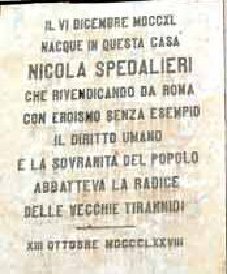 IL VI DICEMBRE MDCCXL
NACQUE IN QUESTA CASA
NICOLA SPEDALIERI
CHE RIVENDICANDO DA ROMA
CON EROISMO SENZA ESEMPIO
IL DIRITTO UMANO
E LA SOVRANITÀ DEL POPOLO
ABBATTEVA LA RADICE
DELLE VECCHIE TIRANNIDI
XIII OTTOBRE MDCCCLXXVIII